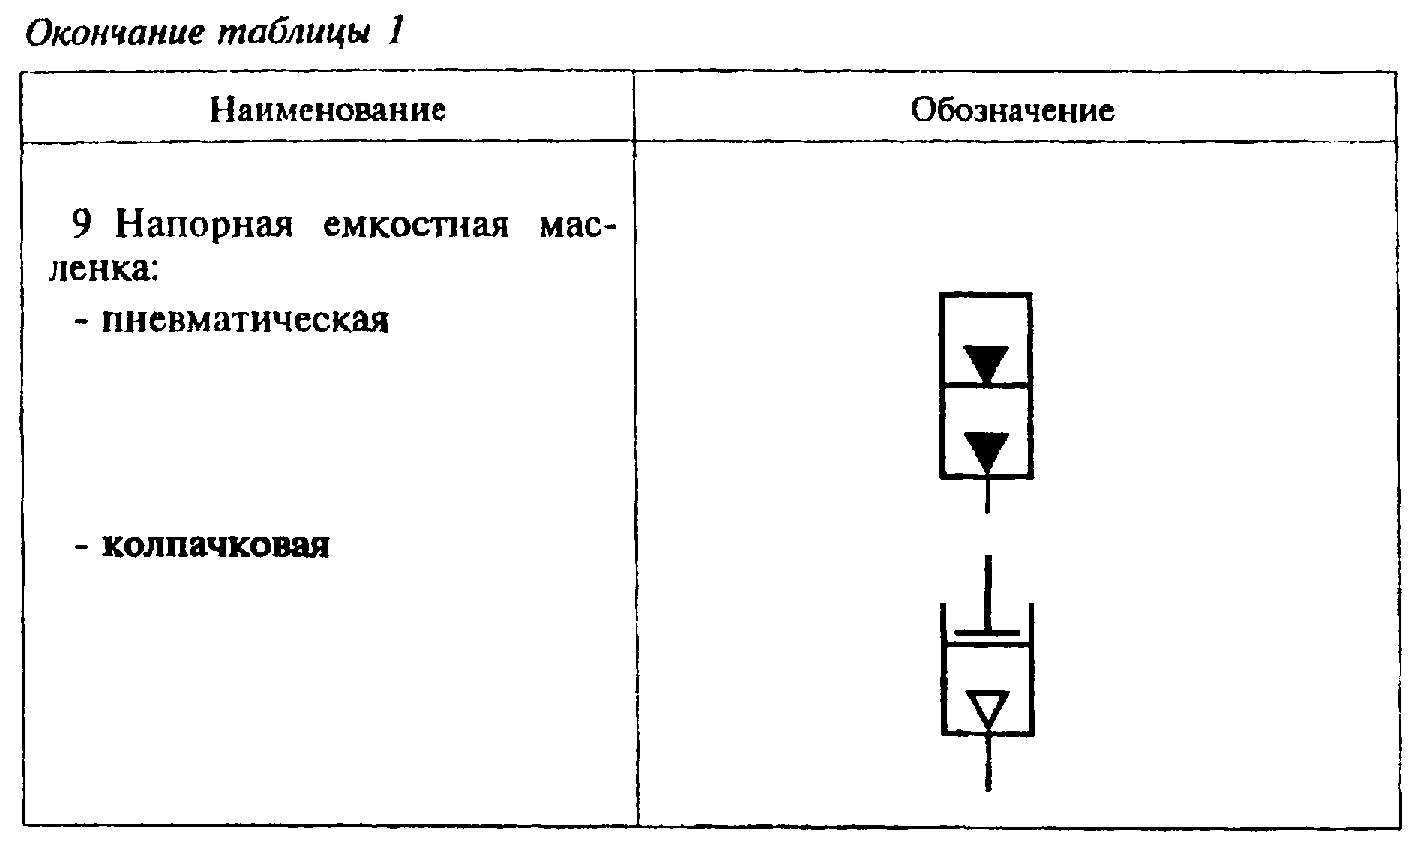 Окончание таблицы 1
Наименование
Обозначение
9 Напорная емкостная мас-
ленка:
- пневматическая
- колпачковая